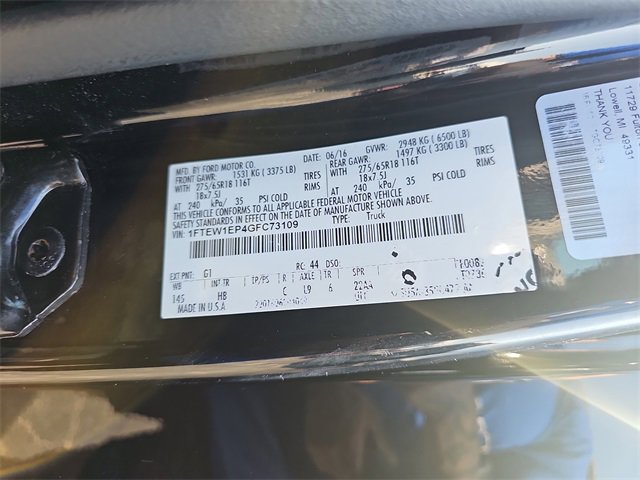 MFD. BY FORD MOTOR CO.
DATE: 06/16 GVWR: 2948 KG ( 6500 LB)
FRONT GAWR: 1531 KG ( 3375 LB) REAR GAWR: 1497 KG ( 3300 LB)
WITH 275/65R18 116T TIRES WITH 275/65R18 116T TIRES
18x7.5J RIMS 18x7.5J RIMS
AT 240 kPa/ 35 PSI COLD AT 240 kPa/ 35 PSI COLD
THIS VEHICLE CONFORMS TO ALL APPLICABLE FEDERAL MOTOR VEHICLE
SAFETY STANDARDS IN EFFECT ON THE DATE OF MANUFACTURE SHOWN ABOVE.
VIN: 1FTEW1EP4GFC73109 TYPE: Truck
EXT PNT: G1 RC: 44 DSO:
WB INT TR TP/PS R AXLE TR SPR
145 HB C L9 6 22AA
MADE IN U.S.A.
Lowell, MI 49331
THANK YOU